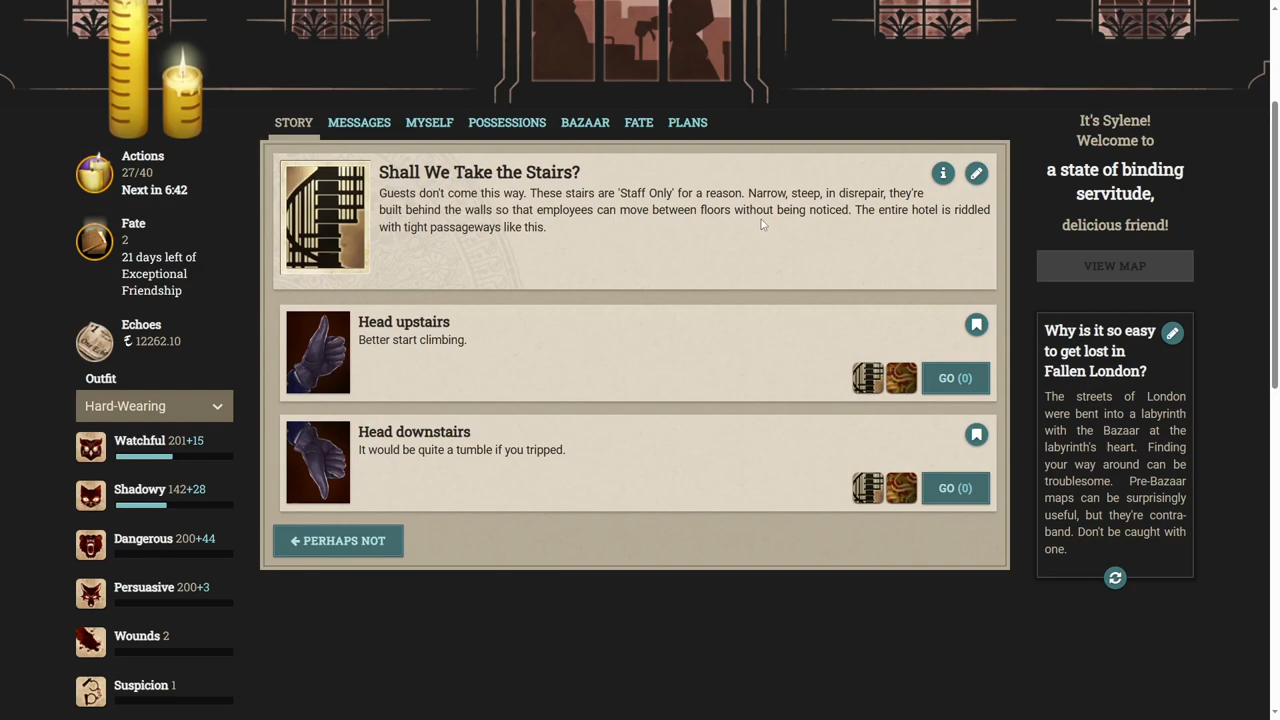 STORY MESSAGES MYSELF POSSESSIONS BAZAAR FATE PLANS
Actions
27/40
Next in 6:42
Fate
2
21 days left of
Exceptional
Friendship
Echoes
12262.10
Outfit
Hard-Wearing
Watchful 201+15
Shadowy 142+28
Dangerous 200+44
Persuasive 200+3
Wounds 2
Suspicion 1
Shall We Take the Stairs?
Guests don't come this way. These stairs are 'Staff Only' for a reason. Narrow, steep, in disrepair, they're
built behind the walls so that employees can move between floors without being noticed. The entire hotel is riddled
with tight passageways like this.
Head upstairs
Better start climbing.
GO (0)
Head downstairs
It would be quite a tumble if you tripped.
GO (0)
PERHAPS NOT
It's Sylene!
Welcome to
a state of binding
servitude,
delicious friend!
VIEW MAP
Why is it so easy
to get lost in
Fallen London?
The streets of London
were bent into a labyrinth
with the Bazaar at the
labyrinth's heart. Finding
your way around can be
troublesome. Pre-Bazaar
maps can be surprisingly
useful, but they're contra-
band. Don't be caught with
one.